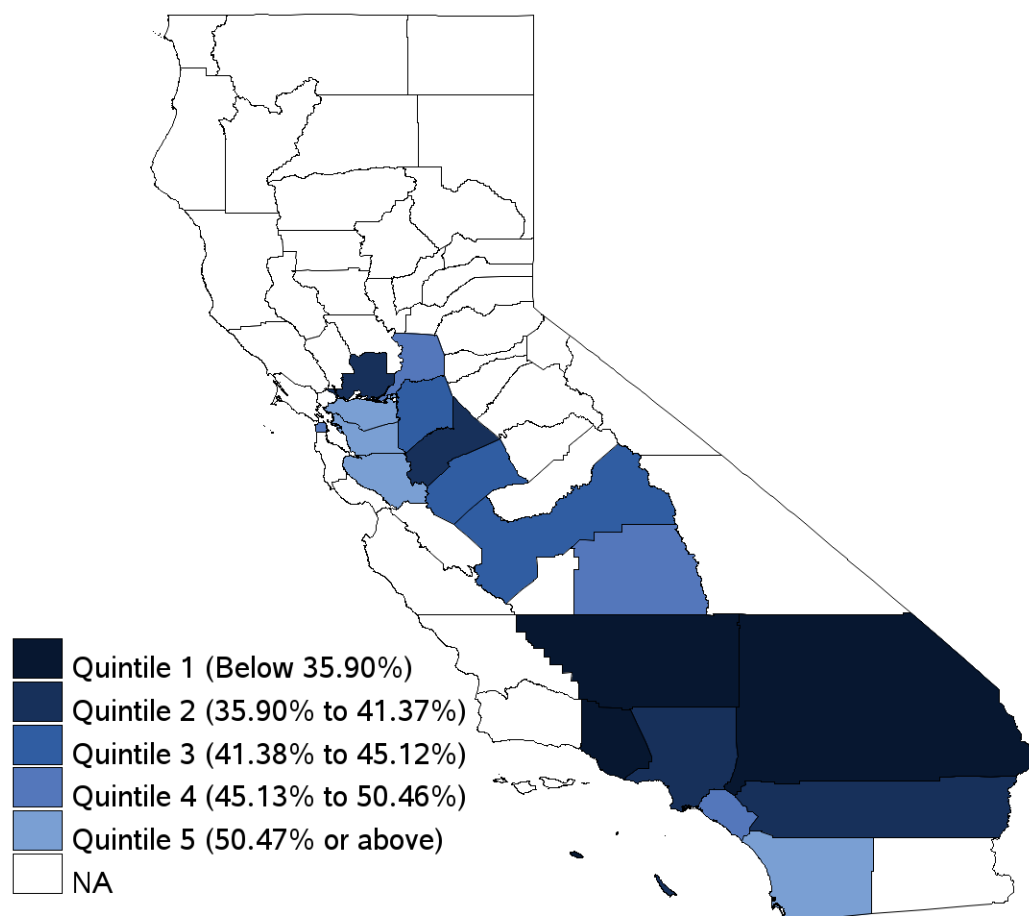 Quintile 1 (Below 35.90%)
Quintile 2 (35.90% to 41.37%)
Quintile 3 (41.38% to 45.12%)
Quintile 4 (45.13% to 50.46%)
Quintile 5 (50.47% or above)
NA